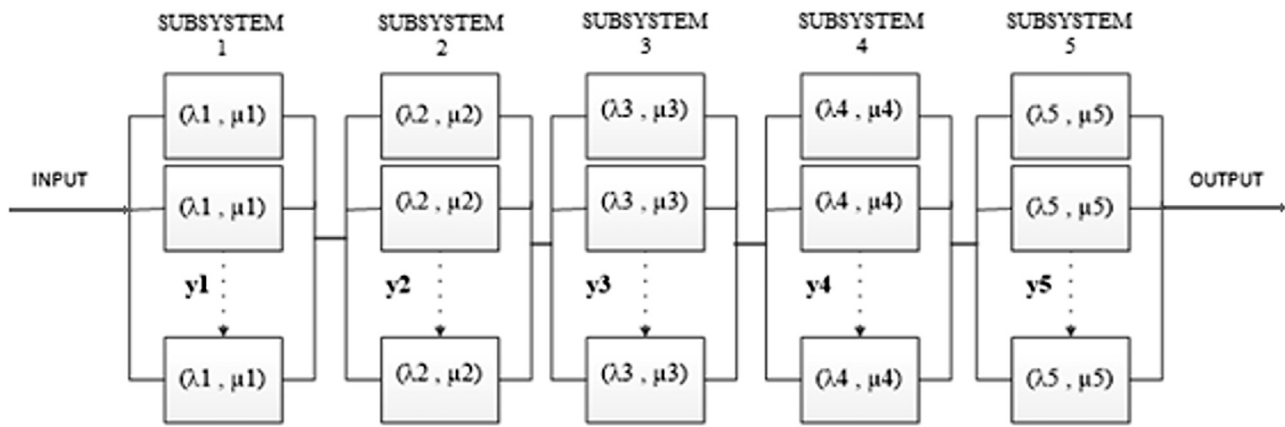 SUBSYSTEM 1
SUBSYSTEM 2
SUBSYSTEM 3
SUBSYSTEM 4
SUBSYSTEM 5
(λ1 , μ1)
(λ2 , μ2)
(λ3 , μ3)
(λ4 , μ4)
(λ5 , μ5)
INPUT
(λ1 , μ1)
(λ2 , μ2)
(λ3 , μ3)
(λ4 , μ4)
(λ5 , μ5)
OUTPUT
y1
y2
y3
y4
y5
(λ1 , μ1)
(λ2 , μ2)
(λ3 , μ3)
(λ4 , μ4)
(λ5 , μ5)